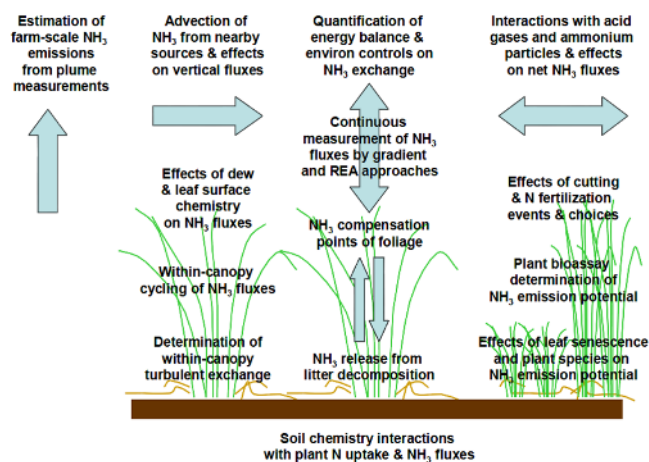 Estimation of
farm-scale NH3
emissions
from plume
measurements
Advection of
NH3 from nearby
sources & effects
on vertical fluxes
Quantification of
energy balance &
environ controls on
NH3 exchange
Interactions with acid
gases and ammonium
particles & effects
on net NH3 fluxes
Continuous
measurement of NH3
fluxes by gradient
and REA approaches
Effects of dew
& leaf surface
chemistry
on NH3 fluxes
Effects of cutting
& N fertilization
events & choices
NH3 compensation
points of foliage
Within-canopy
cycling of NH3 fluxes
Plant bioassay
determination of
NH3 emission potential
Determination of
within-canopy
turbulent exchange
NH3 release from
litter decomposition
Effects of leaf senescence
and plant species on
NH3 emission potential
Soil chemistry interactions
with plant N uptake & NH3 fluxes